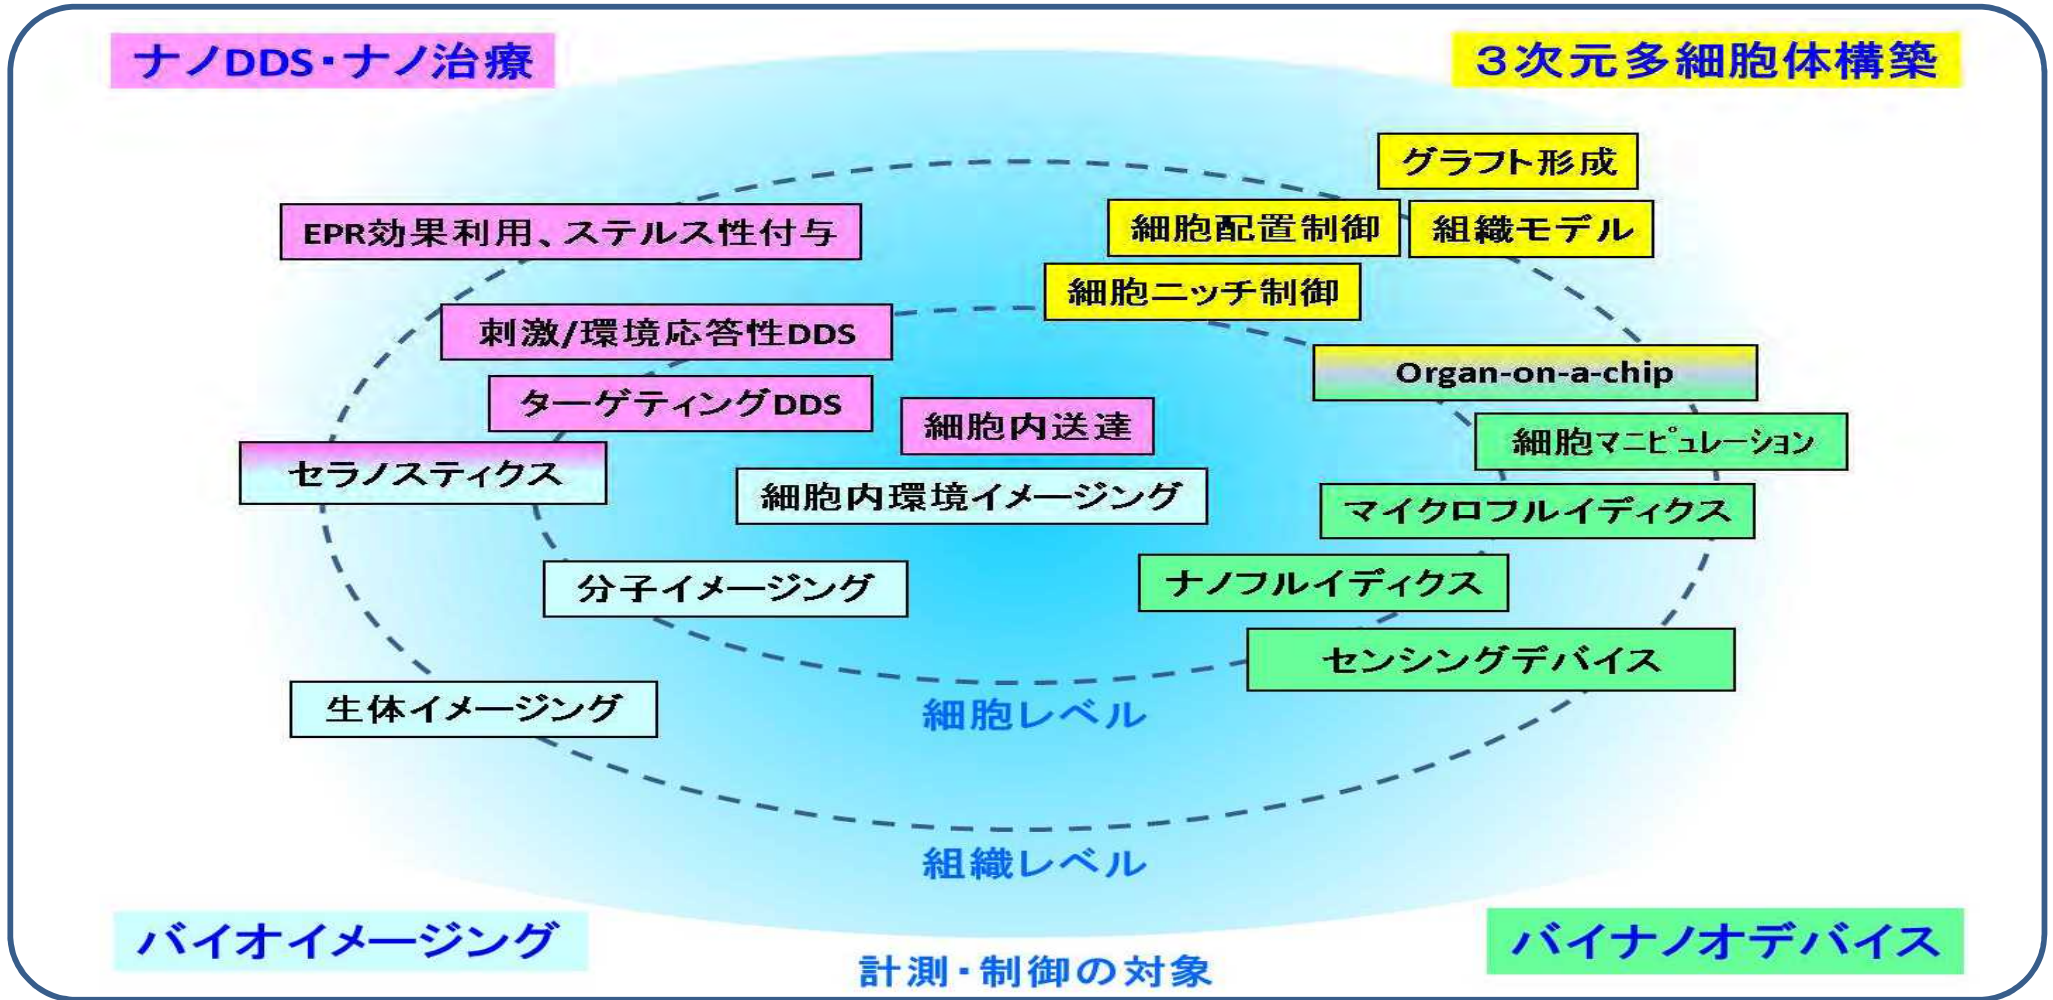 ナノDDS・ナノ治療
3次元多細胞体構築
グラフト形成
EPR効果利用、ステルス性付与
細胞配置制御
組織モデル
細胞ニッチ制御
刺激/環境応答性DDS
Organ-on-a-chip
ターゲティングDDS
細胞内送達
細胞マニピュレーション
セラノスティクス
細胞内環境イメージング
マイクロフルイディクス
分子イメージング
ナノフルイディクス
センシングデバイス
生体イメージング
細胞レベル
組織レベル
バイオイメージング
バイナノオデバイス
計測・制御の対象